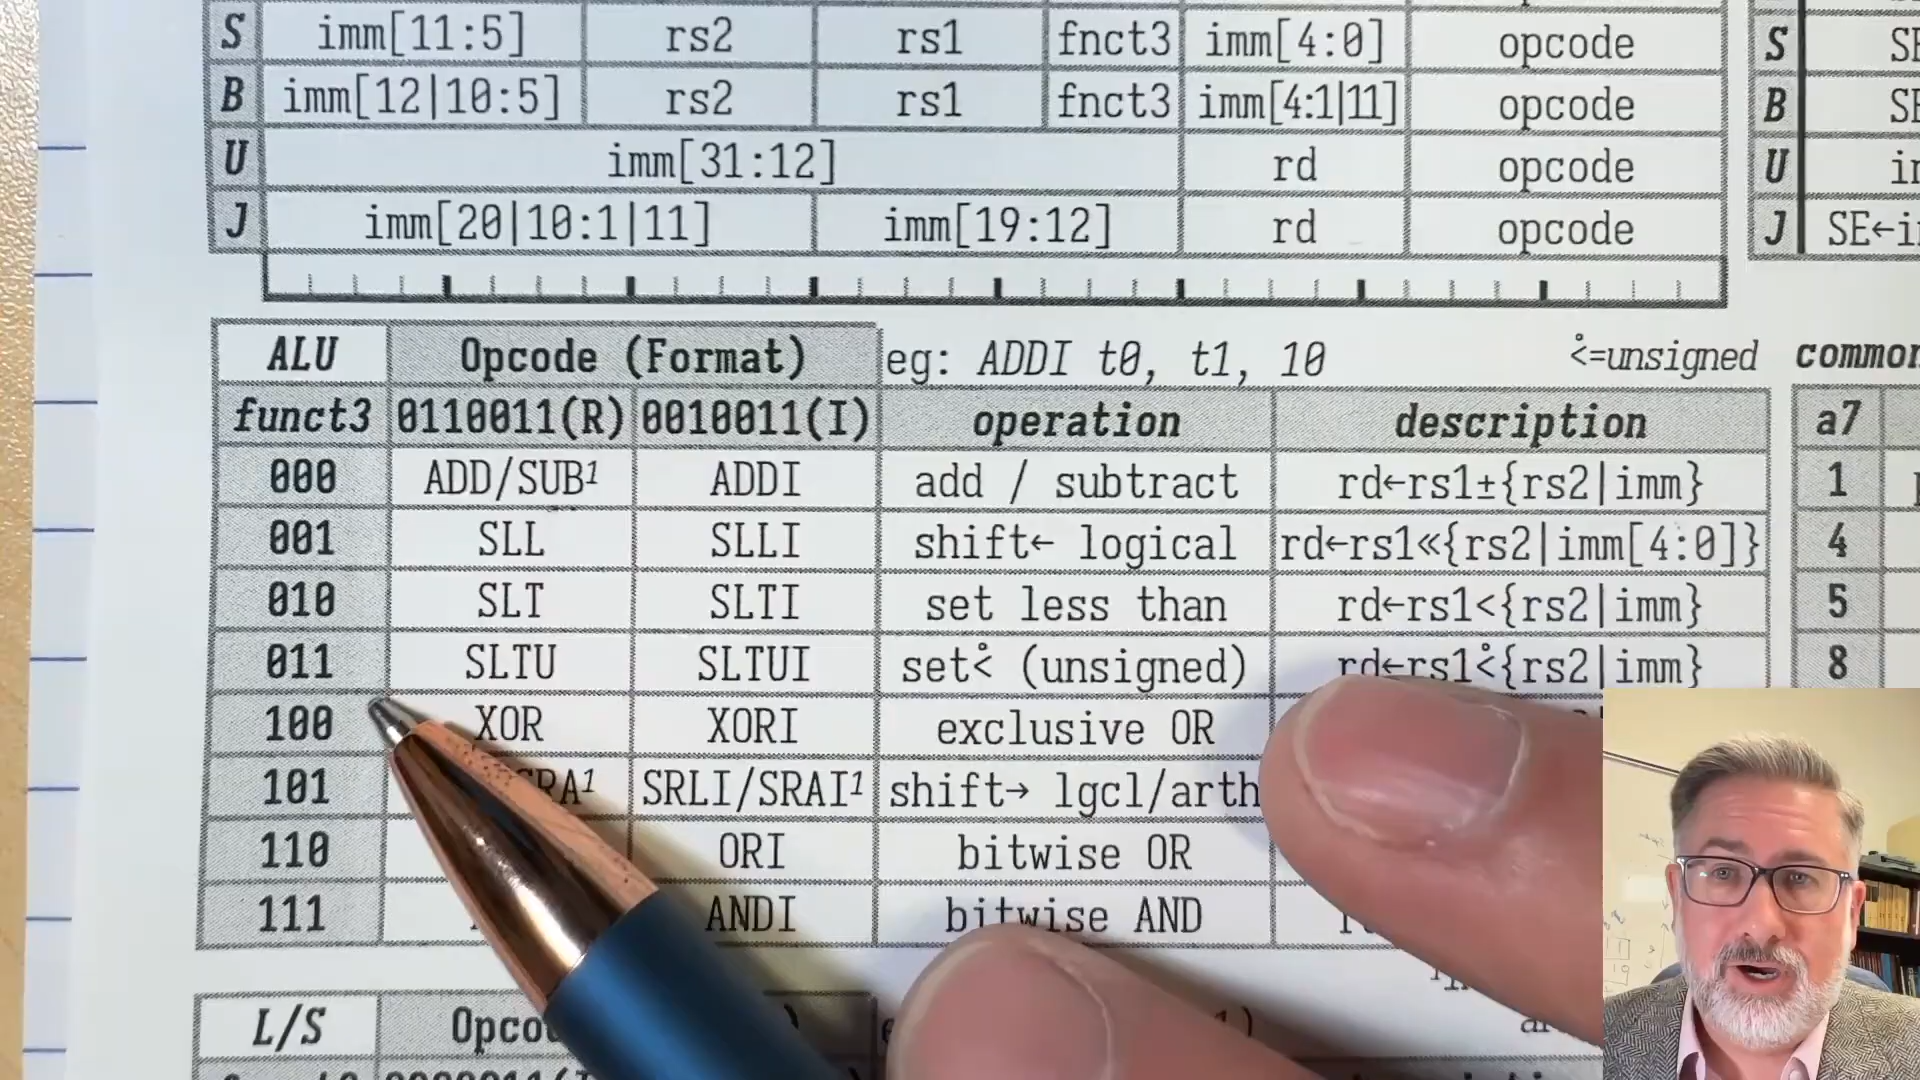 S imm[11:5] rs2 rs1 fnct3 imm[4:0] opcode S
B imm[12|10:5] rs2 rs1 fnct3 imm[4:1|11] opcode B
U imm[31:12] rd opcode U
J imm[20|10:1|11] imm[19:12] rd opcode J SE←i
ALU Opcode (Format) eg: ADDI t0, t1, 10 <̊=unsigned common
funct3 0110011(R) 0010011(I) operation description a7
000 ADD/SUB¹ ADDI add / subtract rd←rs1±{rs2|imm} 1
001 SLL SLLI shift← logical rd←rs1«{rs2|imm[4:0]} 4
010 SLT SLTI set less than rd←rs1<{rs2|imm} 5
011 SLTU SLTUI set<̊ (unsigned) rd←rs1<̊{rs2|imm} 8
100 XOR XORI exclusive OR
101 SRLI/SRAI¹ shift→ lgcl/arth
110 ORI bitwise OR
111 ANDI bitwise AND
L/S